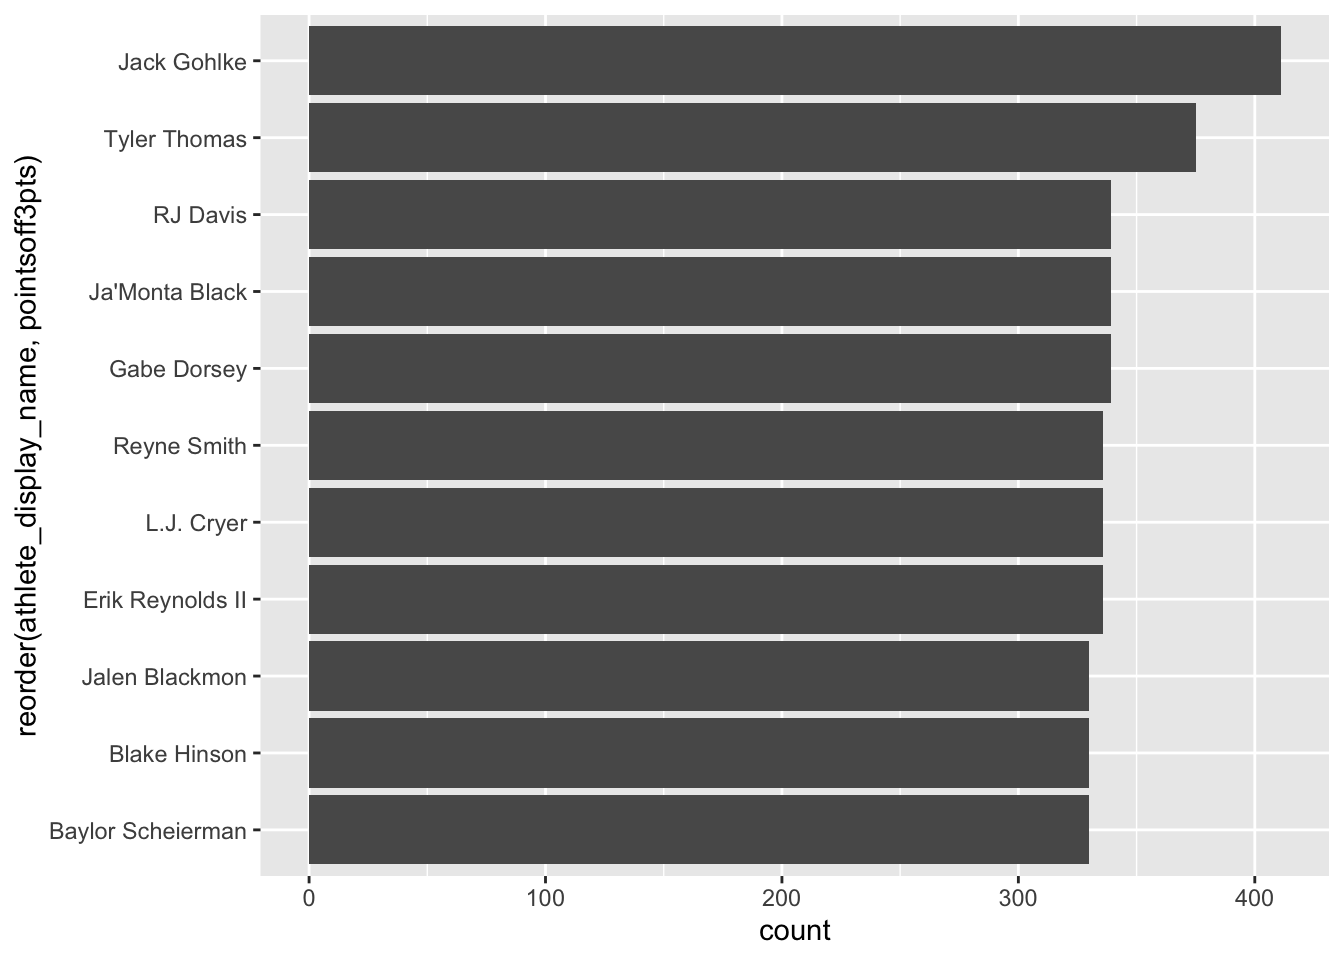 Jack Gohlke
Tyler Thomas
RJ Davis
Ja'Monta Black
Gabe Dorsey
Reyne Smith
L.J. Cryer
Erik Reynolds II
Jalen Blackmon
Blake Hinson
Baylor Scheierman
reorder(athlete_display_name, pointsoff3pts)
0 100 200 300 400
count